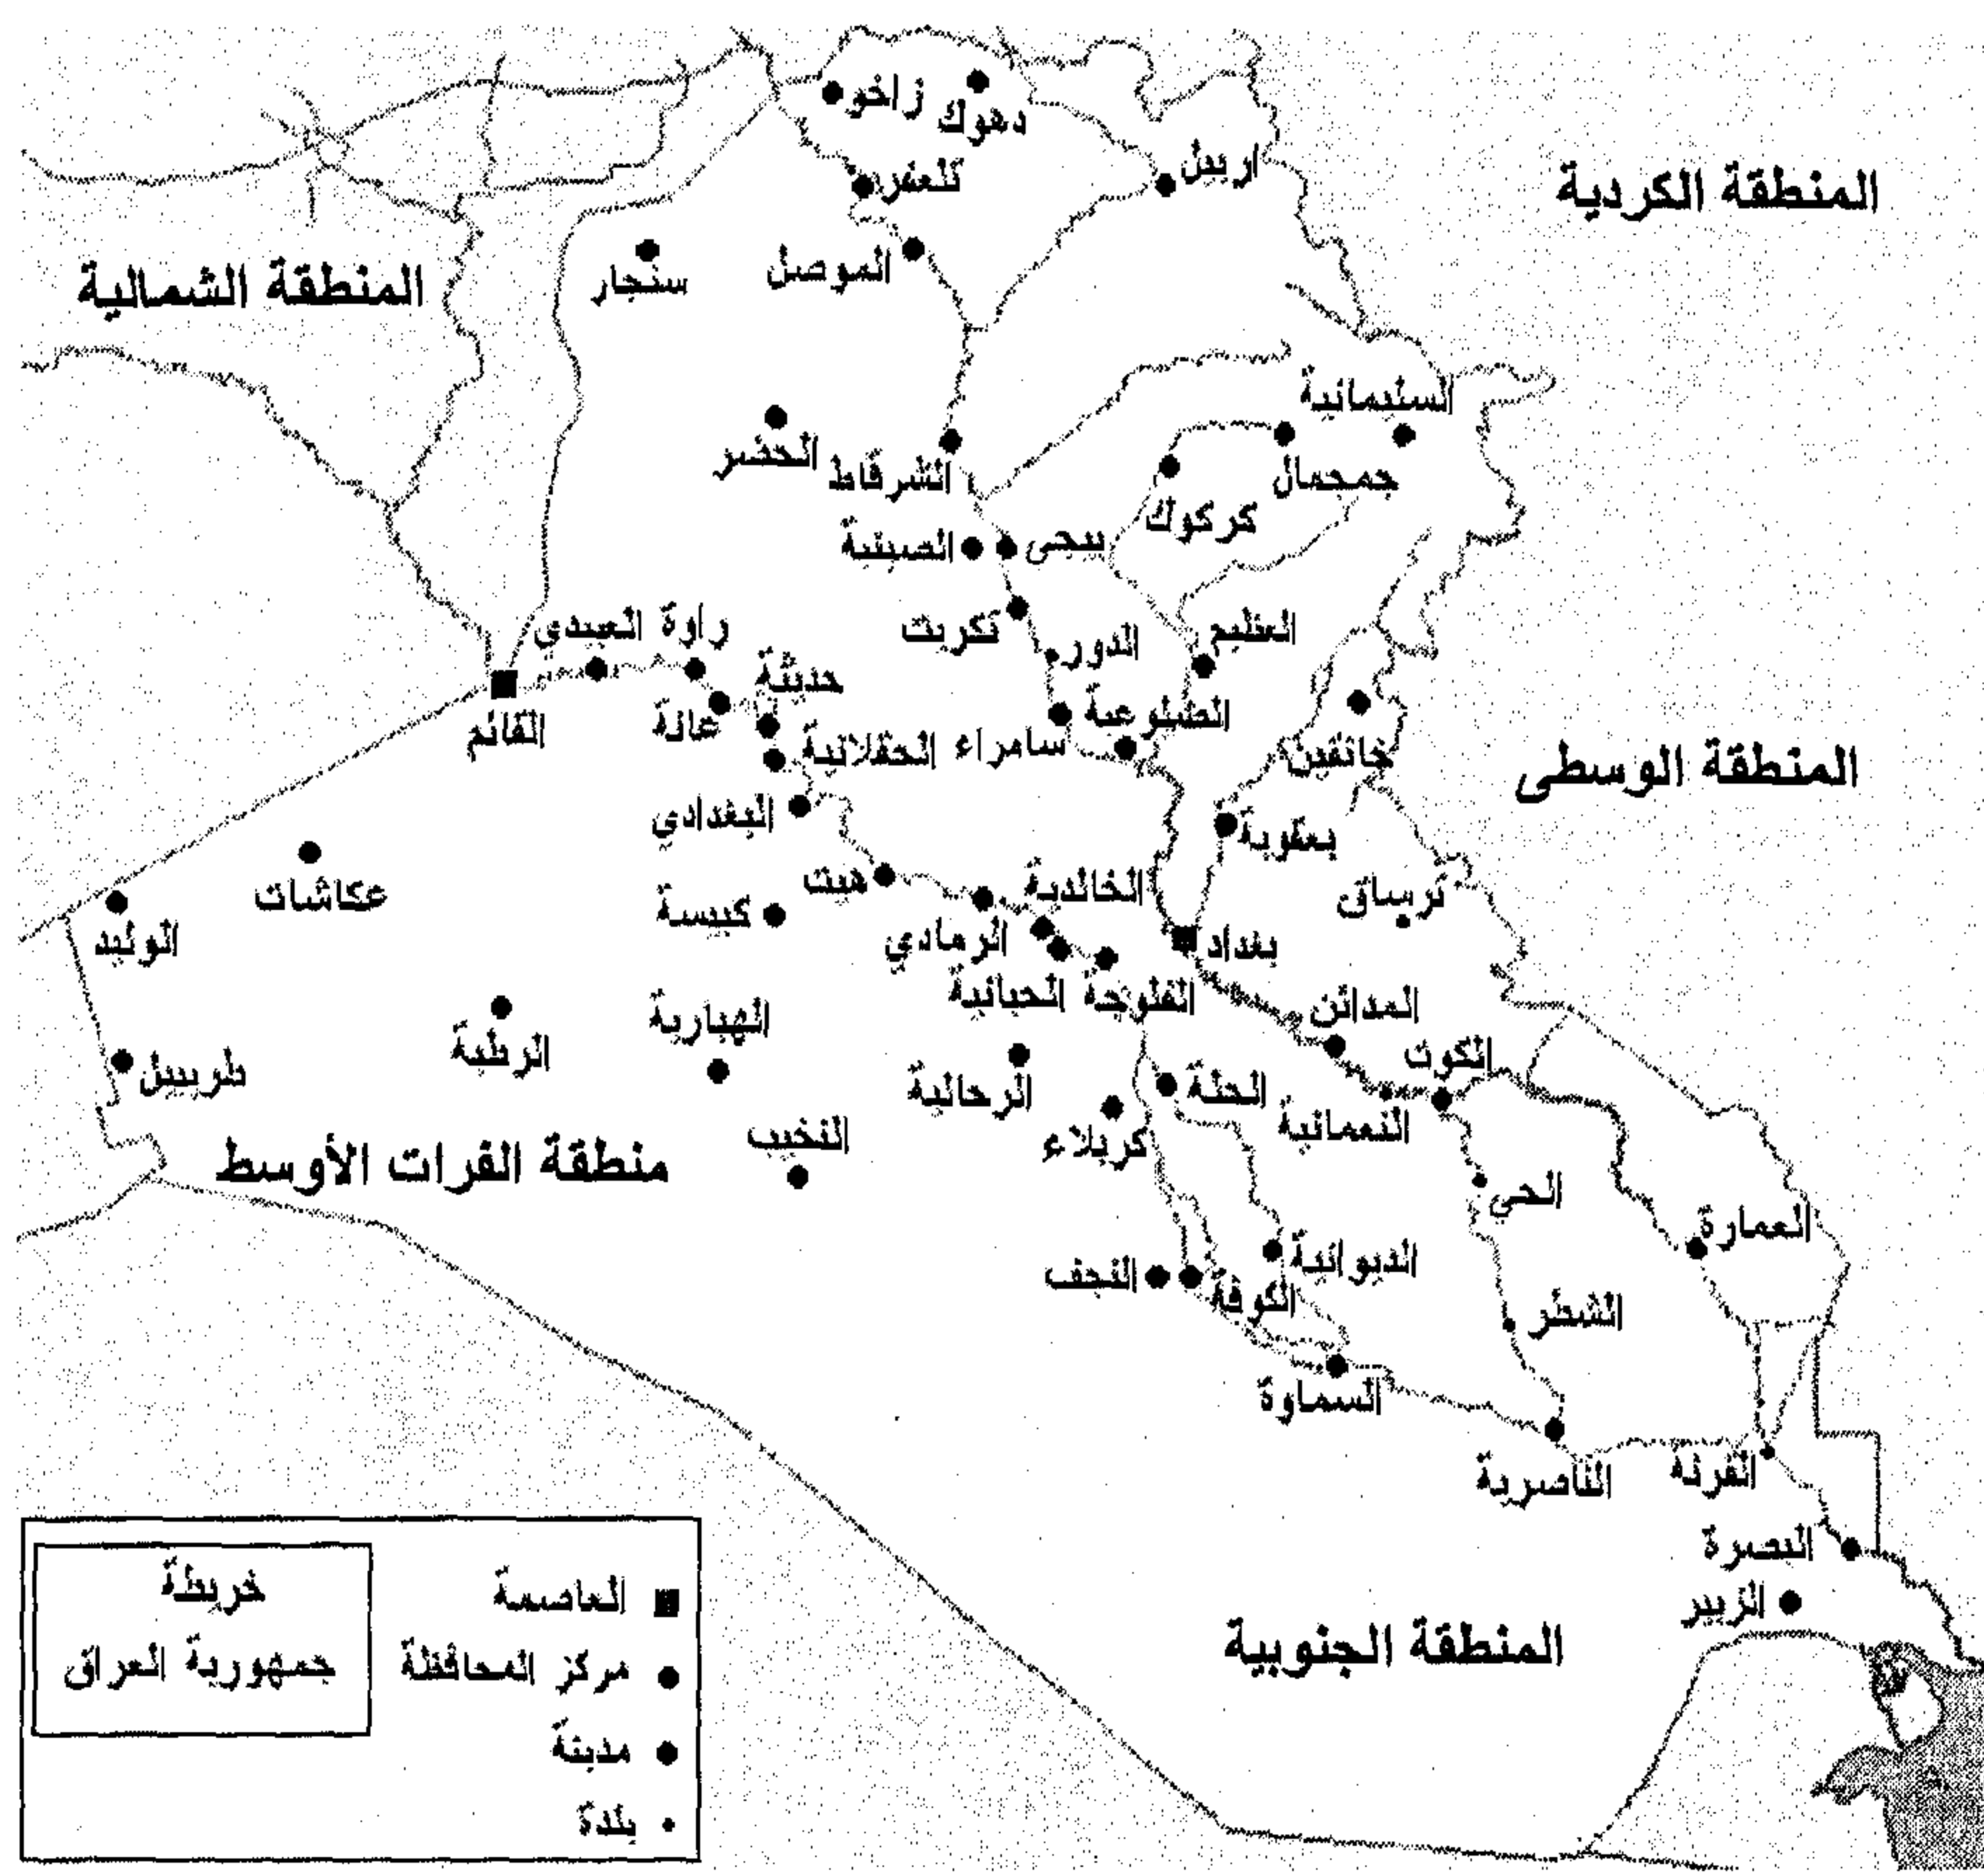 زاخو
دهوك
اربيل
تلعفر
المنطقة الكردية
الموصل
سنجار
المنطقة الشمالية
السليمانية
الحضر
الشرقاط
جمجمال
كركوك
الصينية
بيجي
تكريت
الدور
العظيم
راوة
العبيدي
حديثة
القائم
عانة
الحقلانية
سامراء
الضلوعية
خانقين
المنطقة الوسطى
البغدادي
بعقوبة
هيت
الخالدية
ترساق
عكاشات
كبيسة
الوليد
الرمادي
بغداد
الحبانية
الفلوجة
المدائن
الهبارية
الرطبة
طريبيل
الكوت
الرحالية
الحلة
النعمانية
كربلاء
النخيب
منطقة الفرات الأوسط
الحي
العمارة
الديوانية
النجف
الكوفة
الشطر
السماوة
الناصرية
القرنة
البصرة
الزبير
المنطقة الجنوبية
خريطة
جمهورية العراق
العاصمة
مركز المحافظة
مدينة
بلدة